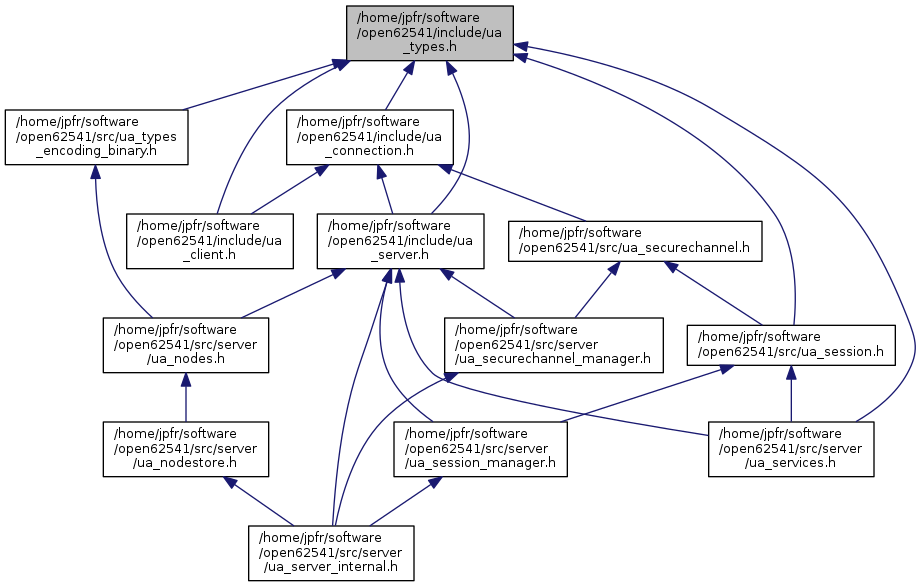 /home/jpfr/software
/open62541/include/ua
_types.h
/home/jpfr/software
/open62541/src/ua_types
_encoding_binary.h
/home/jpfr/software
/open62541/include/ua
_connection.h
/home/jpfr/software
/open62541/include/ua
_client.h
/home/jpfr/software
/open62541/include/ua
_server.h
/home/jpfr/software
/open62541/src/ua_securechannel.h
/home/jpfr/software
/open62541/src/server
/ua_nodes.h
/home/jpfr/software
/open62541/src/server
/ua_securechannel_manager.h
/home/jpfr/software
/open62541/src/ua_session.h
/home/jpfr/software
/open62541/src/server
/ua_nodestore.h
/home/jpfr/software
/open62541/src/server
/ua_session_manager.h
/home/jpfr/software
/open62541/src/server
/ua_services.h
/home/jpfr/software
/open62541/src/server
/ua_server_internal.h